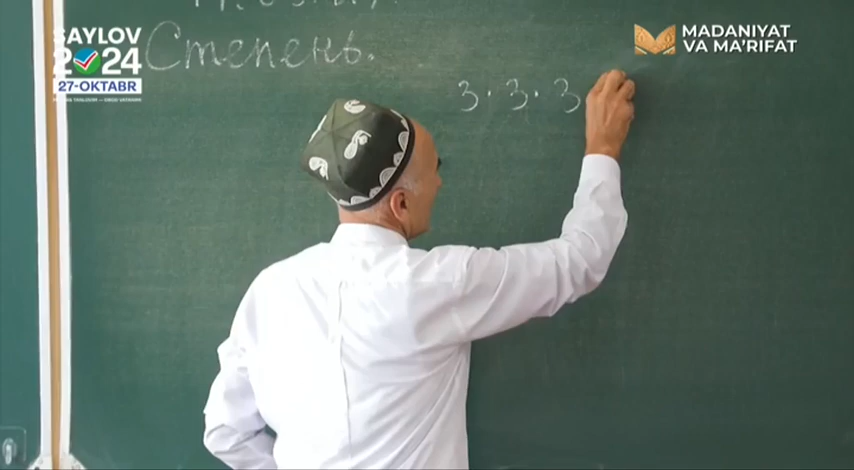 SAYLOV
2024
27-OKTABR
MADANIYAT
VA MA'RIFAT
Степень.
3 · 3 · 3